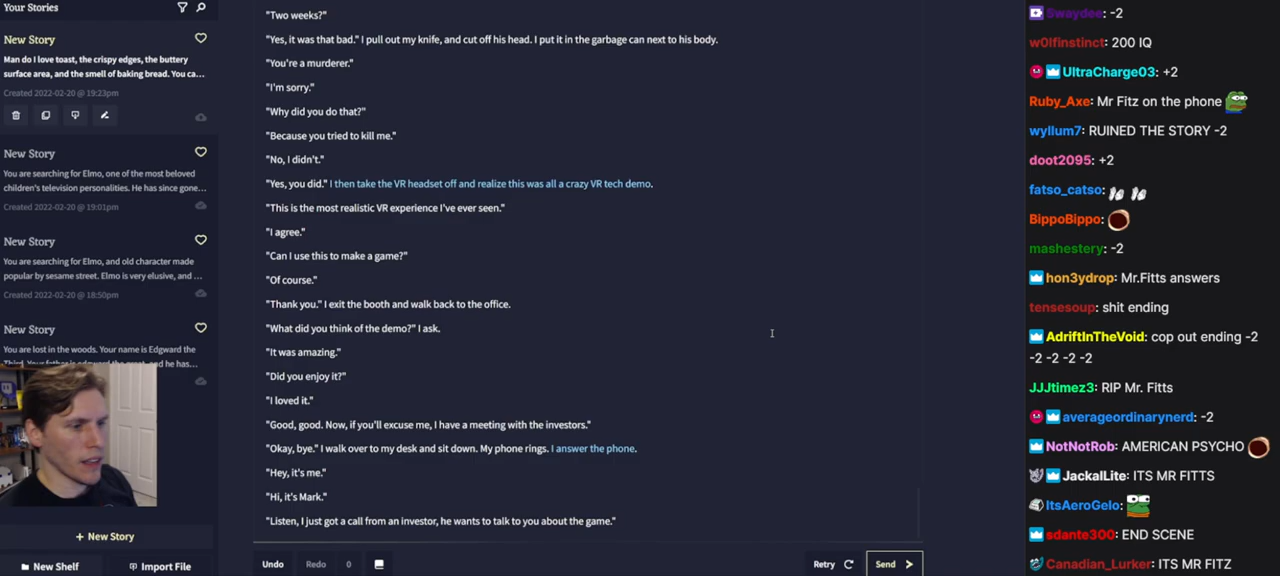 Your Stories
New Story
Man do I love toast, the crispy edges, the buttery
surface area, and the smell of baking bread. You ca...
Created 2022-02-20 @ 19:23pm
New Story
You are searching for Elmo, one of the most beloved
children's television personalities. He has since gone...
Created 2022-02-20 @ 19:01pm
New Story
You are searching for Elmo, and old character made
popular by sesame street. Elmo is very elusive, and ...
Created 2022-02-20 @ 18:50pm
New Story
You are lost in the woods. Your name is Edgward the
+ New Story
New Shelf
Import File
"Two weeks?"
"Yes, it was that bad." I pull out my knife, and cut off his head. I put it in the garbage can next to his body.
"You're a murderer."
"I'm sorry."
"Why did you do that?"
"Because you tried to kill me."
"No, I didn't."
"Yes, you did." I then take the VR headset off and realize this was all a crazy VR tech demo.
"This is the most realistic VR experience I've ever seen."
"I agree."
"Can I use this to make a game?"
"Of course."
"Thank you." I exit the booth and walk back to the office.
"What did you think of the demo?" I ask.
"It was amazing."
"Did you enjoy it?"
"I loved it."
"Good, good. Now, if you'll excuse me, I have a meeting with the investors."
"Okay, bye." I walk over to my desk and sit down. My phone rings. I answer the phone.
"Hey, it's me."
"Hi, it's Mark."
"Listen, I just got a call from an investor, he wants to talk to you about the game."
Undo
Redo
0
Retry
Send
-2
w0lfinstinct: 200 IQ
UltraCharge03: +2
Ruby_Axe: Mr Fitz on the phone
wyllum7: RUINED THE STORY -2
doot2095: +2
fatso_catso:
BippoBippo:
mashestery: -2
hon3ydrop: Mr.Fitts answers
tensesoup: shit ending
AdriftInTheVoid: cop out ending -2
-2 -2 -2 -2
JJJtimez3: RIP Mr. Fitts
averageordinarynerd: -2
NotNotRob: AMERICAN PSYCHO
JackalLite: ITS MR FITTS
ItsAeroGelo:
sdante300: END SCENE
Canadian_Lurker: ITS MR FITZ